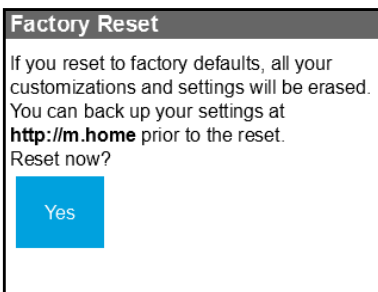 Factory Reset
If you reset to factory defaults, all your
customizations and settings will be erased.
You can back up your settings at
http://m.home prior to the reset.
Reset now?
Yes